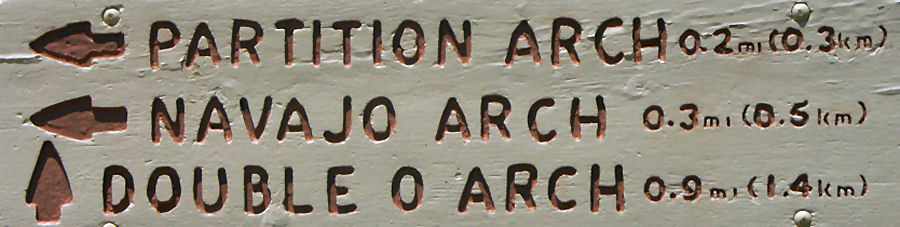 PARTITION ARCH 0.2mi (0.3km)
NAVAJO ARCH 0.3mi (0.5km)
DOUBLE O ARCH 0.9mi (1.4km)